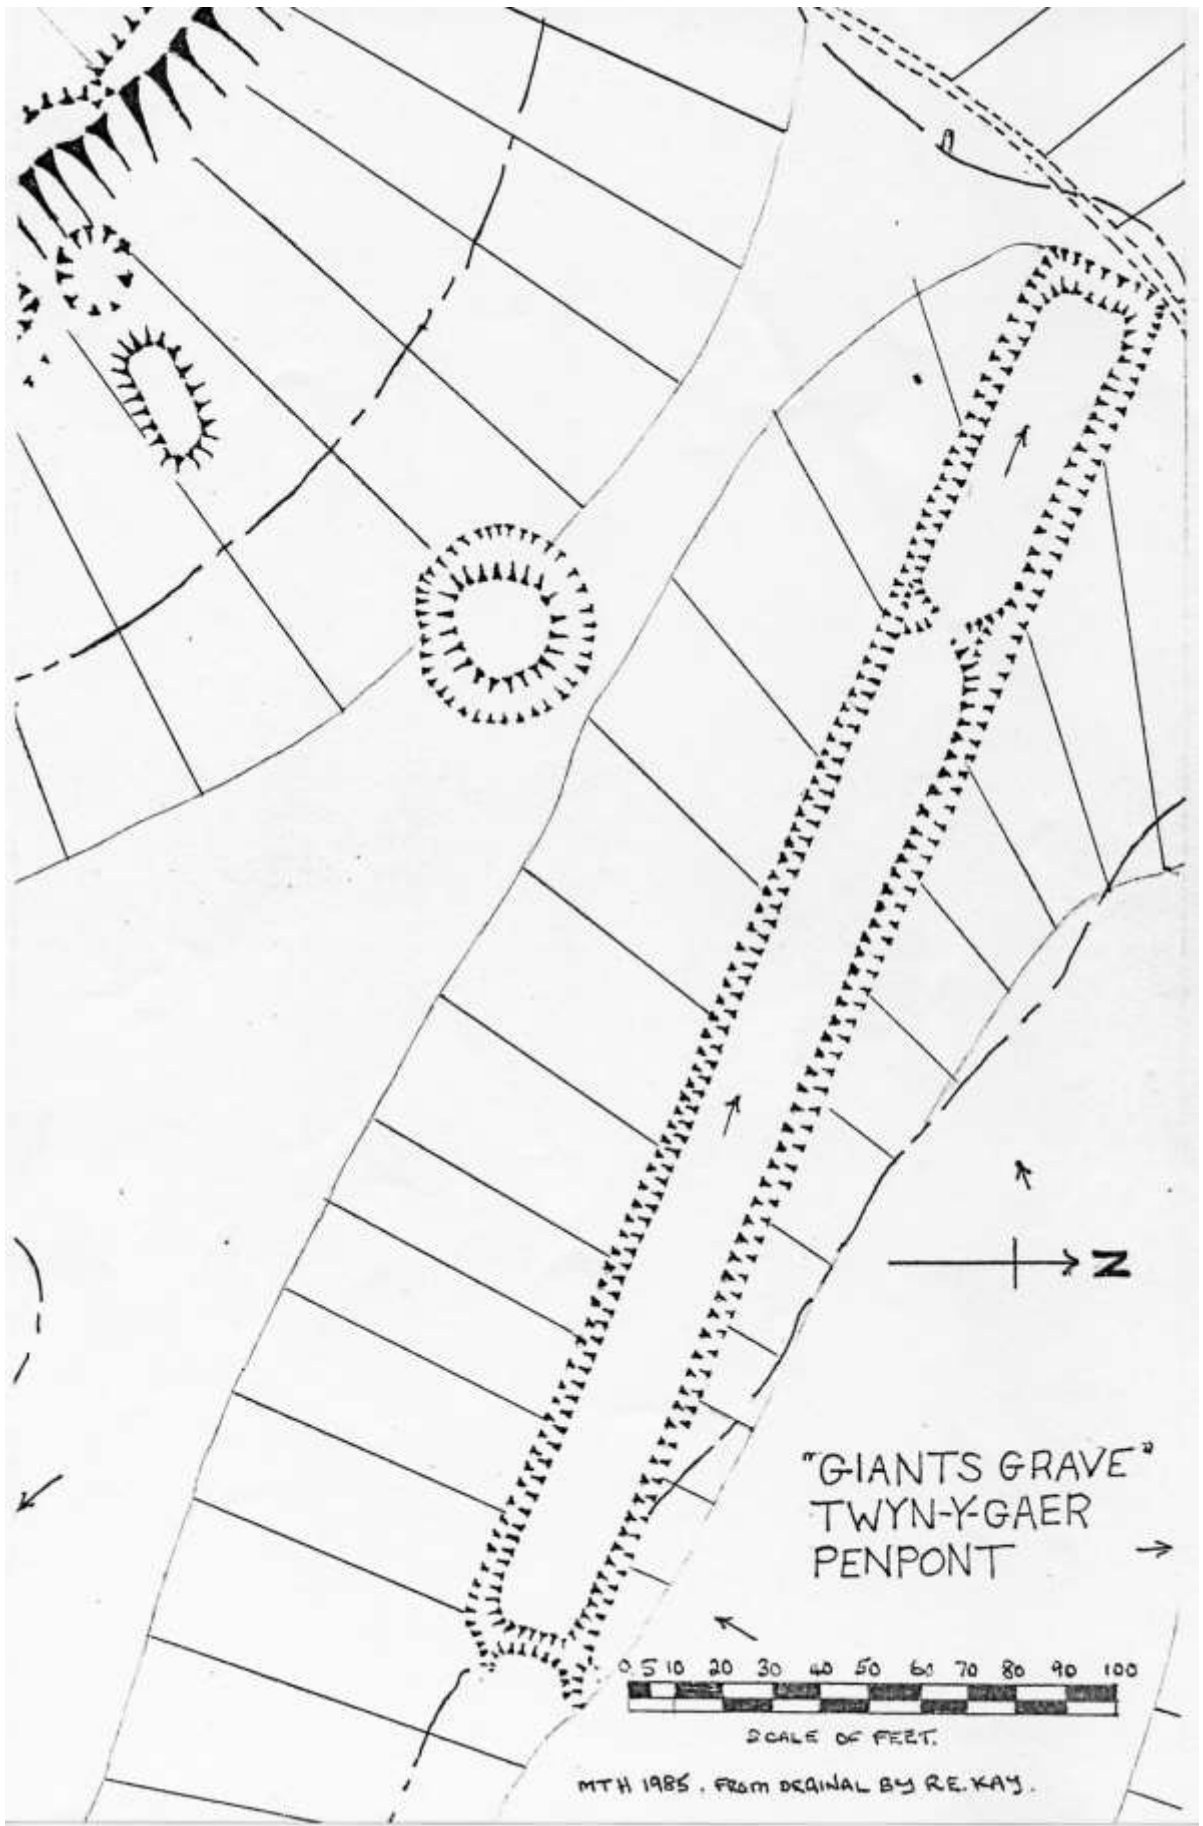 N
"GIANTS GRAVE"
TWYN-Y-GAER
PENPONT
0 5 10 20 30 40 50 60 70 80 90 100
SCALE OF FEET.
MTH 1985. FROM ORGINAL BY R.E. KAY.